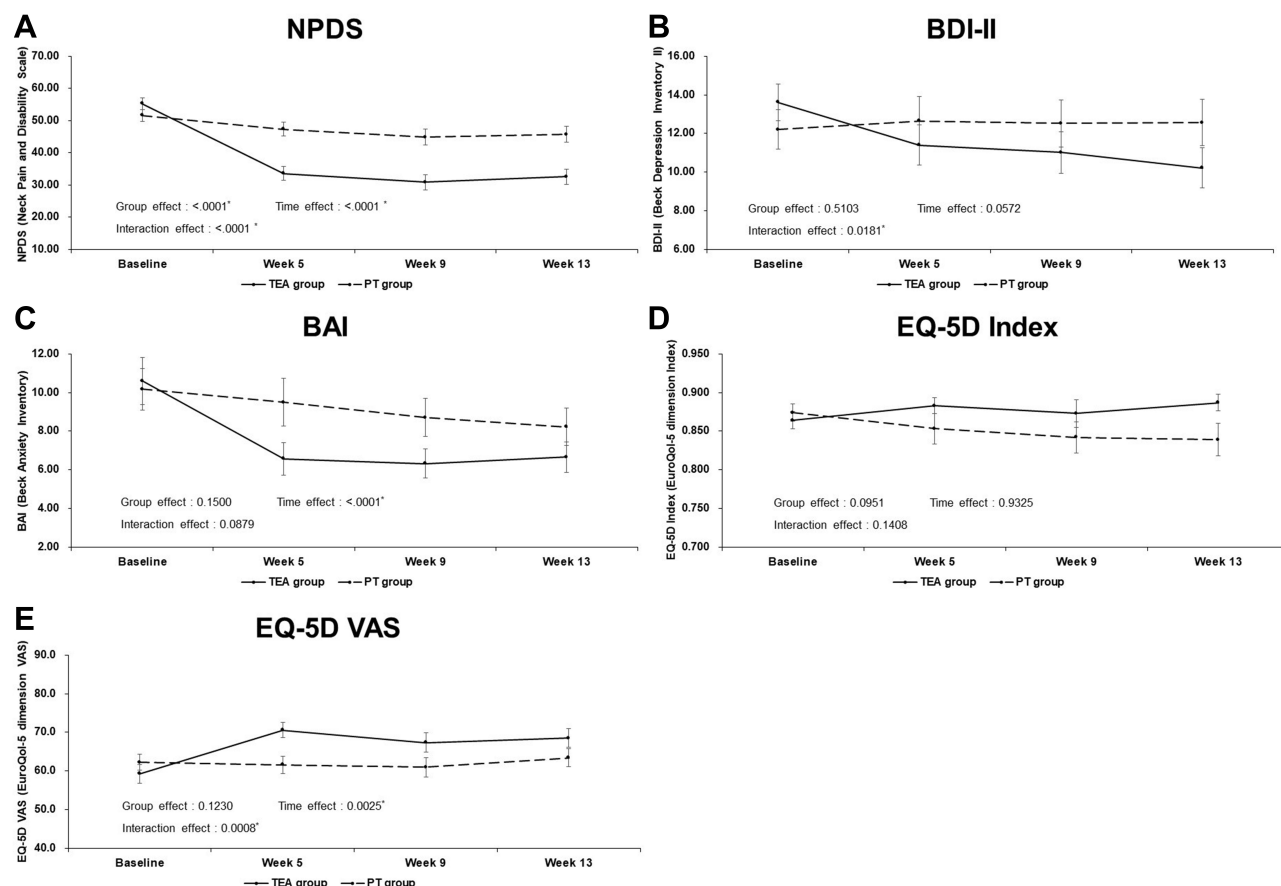 A
NPDS
NPDS (Neck Pain and Disability Scale)
70.00
60.00
50.00
40.00
30.00
20.00
10.00
Group effect : <.0001* Time effect : <.0001 *
Interaction effect : <.0001 *
Baseline Week 5 Week 9 Week 13
TEA group PT group
B
BDI-II
BDI-II (Beck Depression Inventory II)
16.00
14.00
12.00
10.00
8.00
6.00
Group effect : 0.5103 Time effect : 0.0572
Interaction effect : 0.0181*
Baseline Week 5 Week 9 Week 13
TEA group PT group
C
BAI
BAI (Beck Anxiety Inventory)
12.00
10.00
8.00
6.00
4.00
2.00
Group effect : 0.1500 Time effect : <.0001*
Interaction effect : 0.0879
Baseline Week 5 Week 9 Week 13
TEA group PT group
D
EQ-5D Index
EQ-5D Index (EuroQol-5 dimension Index)
0.950
0.900
0.850
0.800
0.750
0.700
Group effect : 0.0951 Time effect : 0.9325
Interaction effect : 0.1408
Baseline Week 5 Week 9 Week 13
TEA group PT group
E
EQ-5D VAS
EQ-5D VAS (EuroQol-5 dimension VAS)
90.0
80.0
70.0
60.0
50.0
40.0
Group effect : 0.1230 Time effect : 0.0025*
Interaction effect : 0.0008*
Baseline Week 5 Week 9 Week 13
TEA group PT group